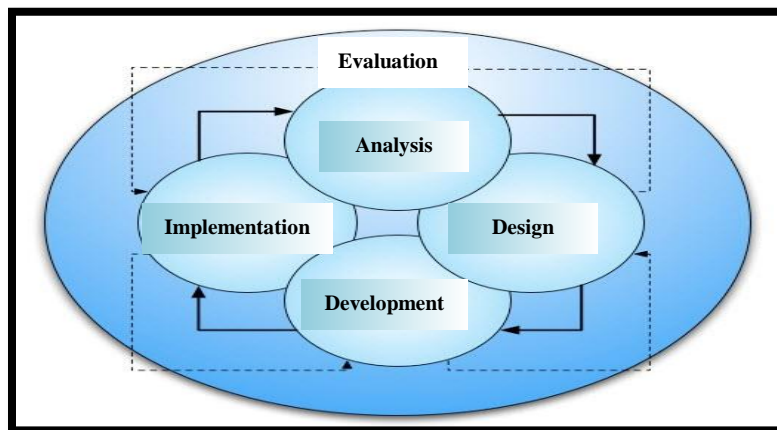 Evaluation
Analysis
Implementation
Design
Development